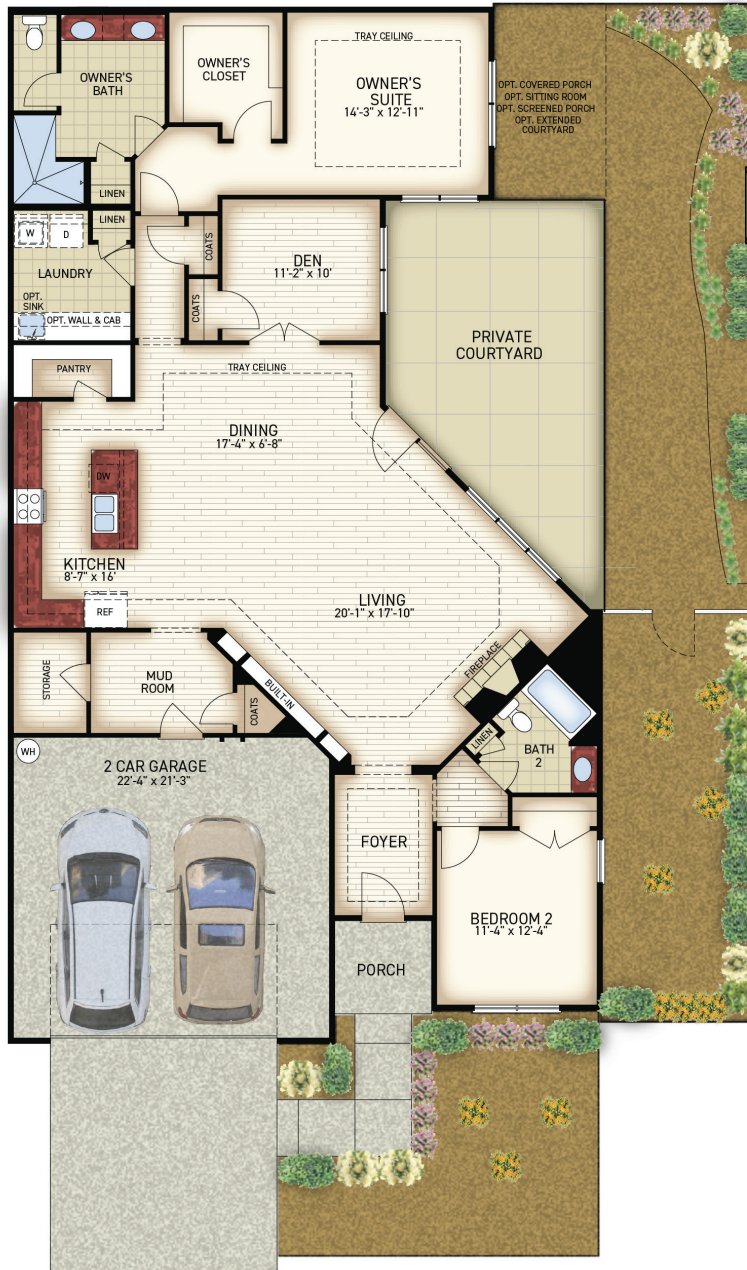 OWNER'S
BATH
OWNER'S
CLOSET
TRAY CEILING
OWNER'S
SUITE
14'-3" x 12'-11"
OPT. COVERED PORCH
OPT. SITTING ROOM
OPT. SCREENED PORCH
OPT. EXTENDED
COURTYARD
LINEN
LINEN
W
D
LAUNDRY
OPT.
SINK
OPT. WALL & CAB
COATS
COATS
DEN
11'-2" x 10'
PRIVATE
COURTYARD
PANTRY
TRAY CEILING
DINING
17'-4" x 6'-8"
DW
KITCHEN
8'-7" x 16'
REF
LIVING
20'-1" x 17'-10"
STORAGE
MUD
ROOM
COATS
BUILT-IN
FIREPLACE
LINEN
BATH
2
WH
2 CAR GARAGE
22'-4" x 21'-3"
FOYER
BEDROOM 2
11'-4" x 12'-4"
PORCH